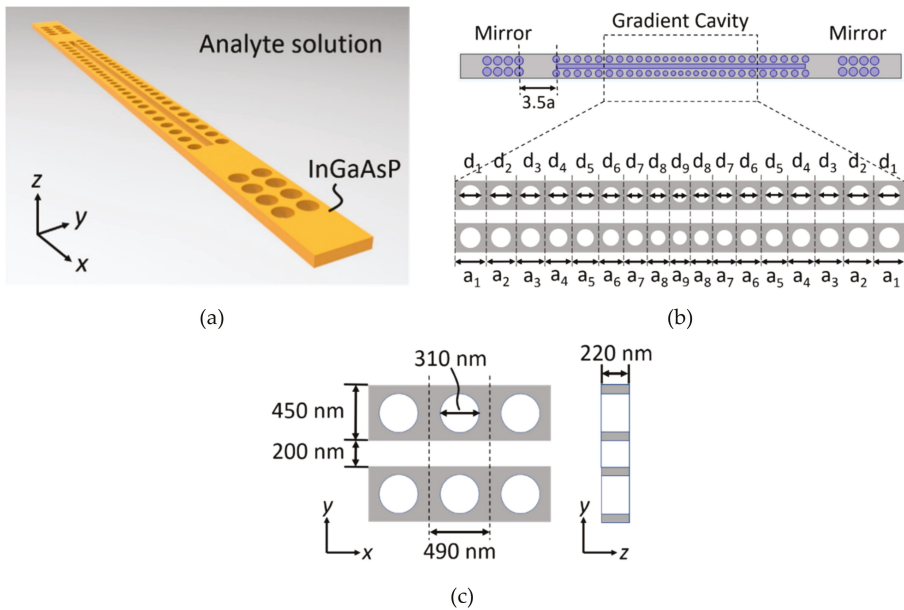 Analyte solution
InGaAsP
z
y
x
(a)
Gradient Cavity
Mirror
Mirror
3.5a
d₁ d₂ d₃ d₄ d₅ d₆ d₇ d₈ d₉ d₈ d₇ d₆ d₅ d₄ d₃ d₂ d₁
a₁ a₂ a₃ a₄ a₅ a₆ a₇ a₈ a₉ a₈ a₇ a₆ a₅ a₄ a₃ a₂ a₁
(b)
310 nm
220 nm
450 nm
200 nm
490 nm
y
x
y
z
(c)